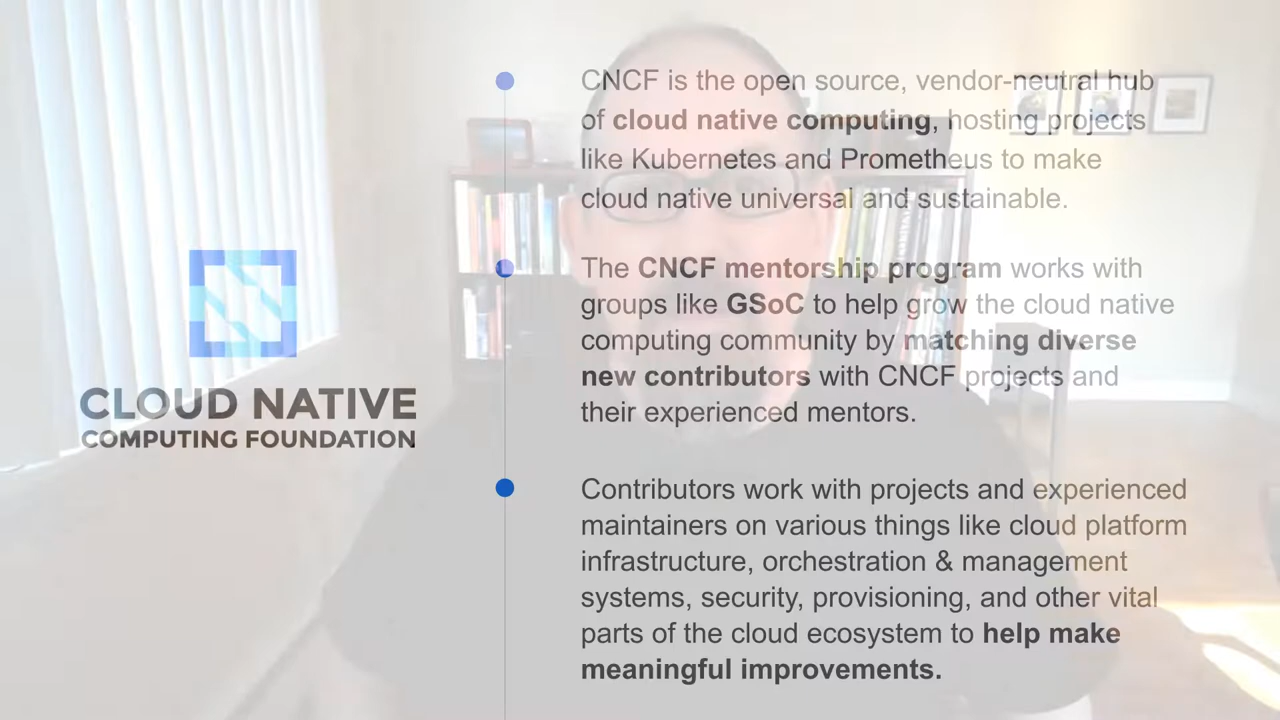 CNCF is the open source, vendor-neutral hub
of cloud native computing, hosting projects
like Kubernetes and Prometheus to make
cloud native universal and sustainable.
The CNCF mentorship program works with
groups like GSoC to help grow the cloud native
computing community by matching diverse
new contributors with CNCF projects and
their experienced mentors.
CLOUD NATIVE
COMPUTING FOUNDATION
Contributors work with projects and experienced
maintainers on various things like cloud platform
infrastructure, orchestration & management
systems, security, provisioning, and other vital
parts of the cloud ecosystem to help make
meaningful improvements.